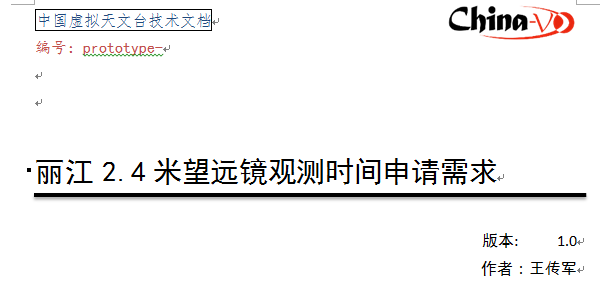 中国虚拟天文台技术文档
China-VO
编号: prototype-
丽江 2.4 米望远镜观测时间申请需求
版本: 1.0
作者：王传军